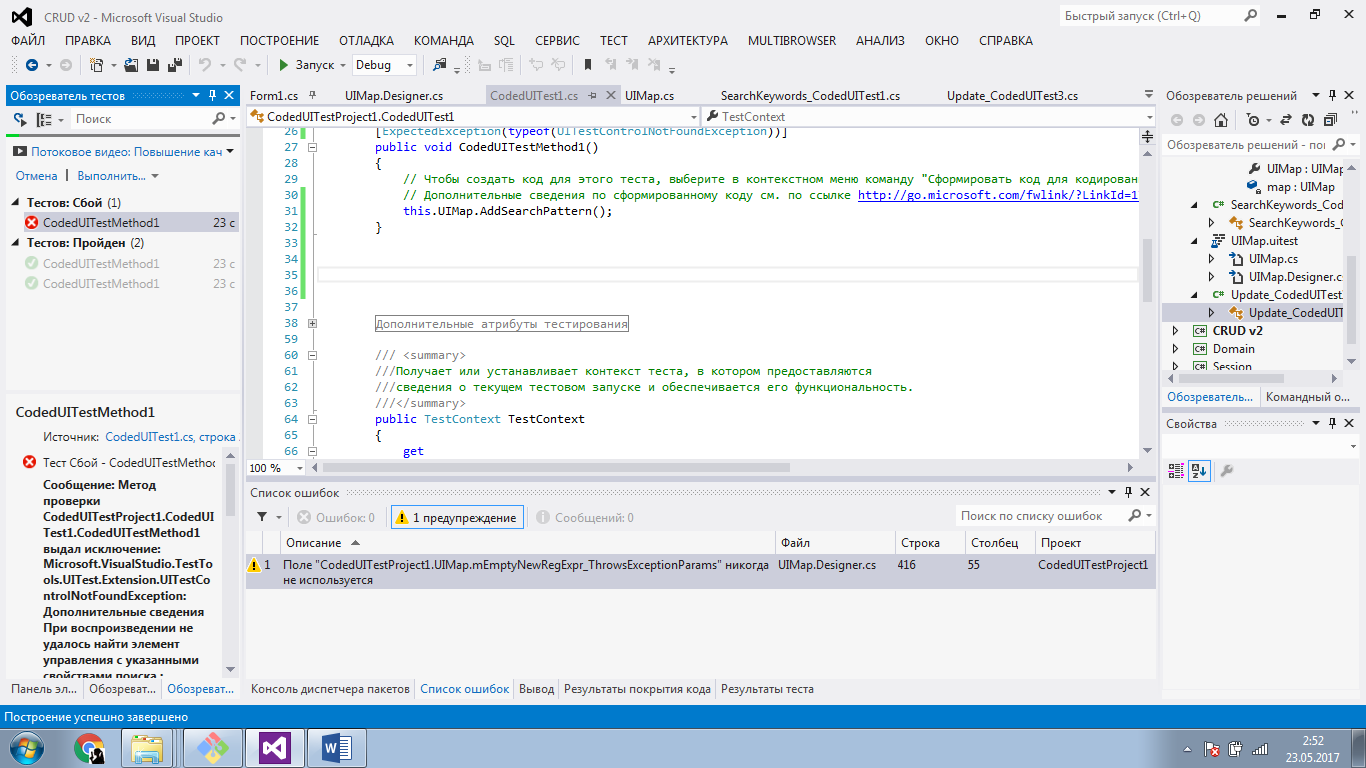 CRUD v2 - Microsoft Visual Studio
Быстрый запуск (Ctrl+Q)
ФАЙЛ ПРАВКА ВИД ПРОЕКТ ПОСТРОЕНИЕ ОТЛАДКА КОМАНДА SQL СЕРВИС ТЕСТ АРХИТЕКТУРА MULTIBROWSER АНАЛИЗ ОКНО СПРАВКА
Запуск Debug
Обозреватель тестов
Поиск
Потоковое видео: Повышение кач
Отмена Выполнить...
Тестов: Сбой (1)
CodedUITestMethod1 23 с
Тестов: Пройден (2)
CodedUITestMethod1 23 с
CodedUITestMethod1 23 с
CodedUITestMethod1
Источник: CodedUITest1.cs, строка
Тест Сбой - CodedUITestMethod
Сообщение: Метод
проверки
CodedUITestProject1.CodedUI
Test1.CodedUITestMethod1
выдал исключение:
Microsoft.VisualStudio.TestTo
ols.UITest.Extension.UITestCo
ntrolNotFoundException:
Дополнительные сведения
При воспроизведении не
удалось найти элемент
управления с указанными
свойствами поиска :
Панель эл... Обозреват... Обозреват...
Form1.cs UIMap.Designer.cs CodedUITest1.cs UIMap.cs SearchKeywords_CodedUITest1.cs Update_CodedUITest3.cs
CodedUITestProject1.CodedUITest1 TestContext
26 [ExpectedException(typeof(UITestControlNotFoundException))]
27 public void CodedUITestMethod1()
28 {
29 // Чтобы создать код для этого теста, выберите в контекстном меню команду "Сформировать код для кодирован
30 // Дополнительные сведения по сформированному коду см. по ссылке http://go.microsoft.com/fwlink/?LinkId=1
31 this.UIMap.AddSearchPattern();
32 }
33
34
35
36
37
38 Дополнительные атрибуты тестирования
59
60 /// <summary>
61 ///Получает или устанавливает контекст теста, в котором предоставляются
62 ///сведения о текущем тестовом запуске и обеспечивается его функциональность.
63 ///</summary>
64 public TestContext TestContext
65 {
66 get
100 %
Список ошибок
Ошибок: 0 1 предупреждение Сообщений: 0 Поиск по списку ошибок
Описание Файл Строка Столбец Проект
1 Поле "CodedUITestProject1.UIMap.mEmptyNewRegExpr_ThrowsExceptionParams" никогда UIMap.Designer.cs 416 55 CodedUITestProject1
не используется
Консоль диспетчера пакетов Список ошибок Вывод Результаты покрытия кода Результаты теста
Обозреватель решений
Обозреватель решений - пои
UIMap : UIMap
map : UIMap
SearchKeywords_Cod
SearchKeywords_C
UIMap.uitest
UIMap.cs
UIMap.Designer.cs
Update_CodedUITest
Update_CodedUIT
CRUD v2
Domain
Session
Обозреватель... Командный о...
Свойства
Построение успешно завершено
2:52
23.05.2017